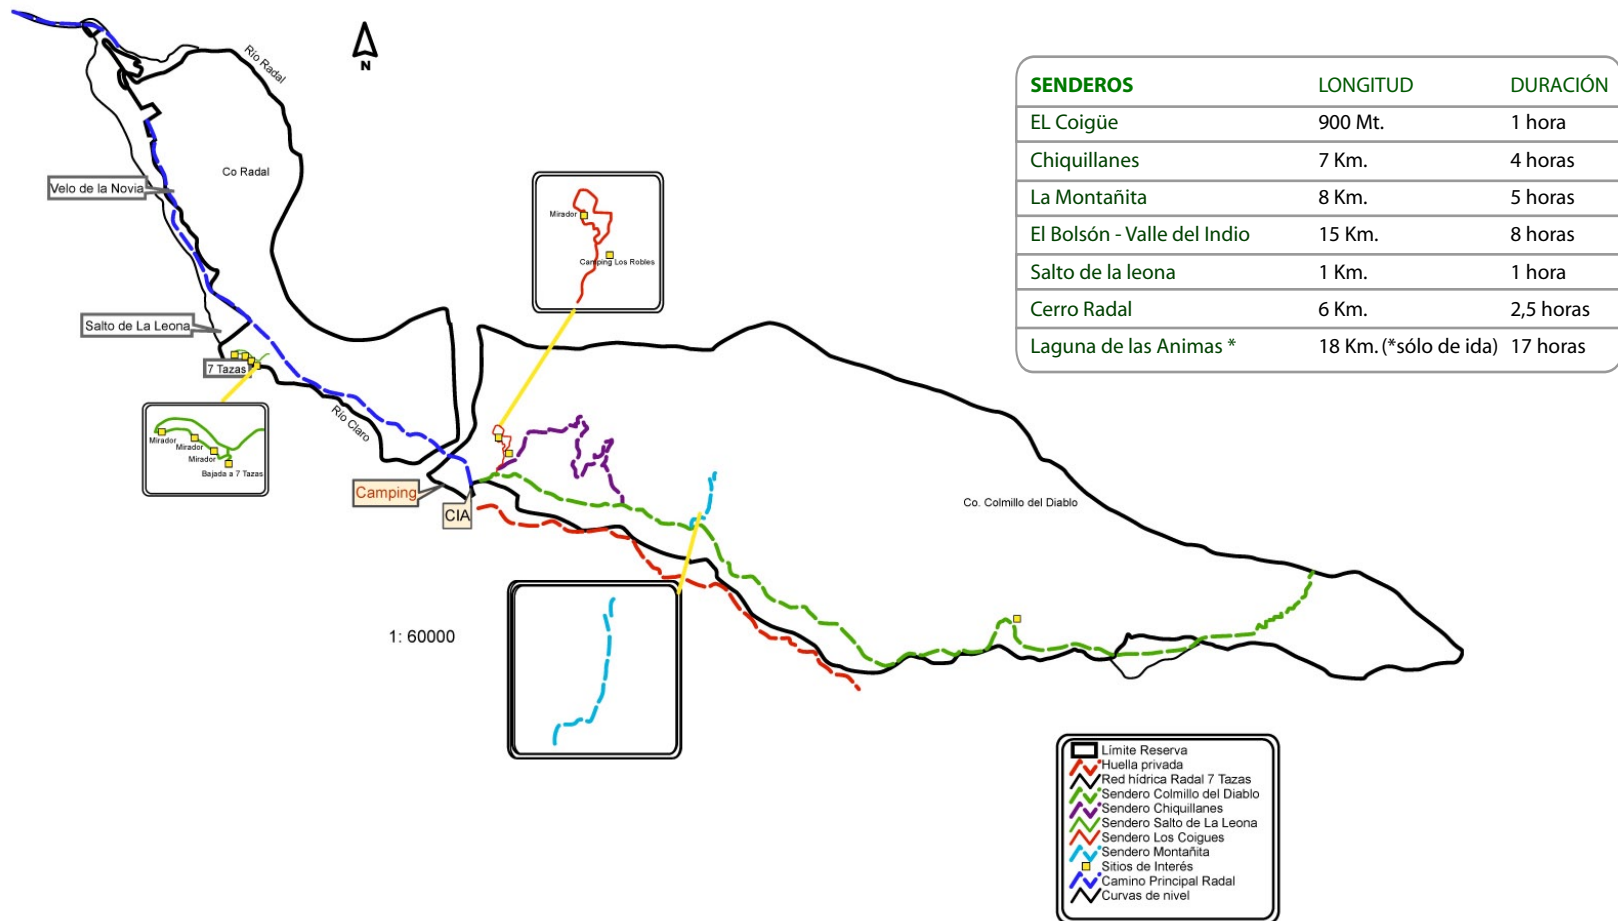 N
Río Radal
Co Radal
Velo de la Novia
Salto de La Leona
7 Tazas
Río Claro
Mirador
Mirador
Mirador
Bajada a 7 Tazas
Mirador
Camping Los Robles
Camping
CIA
Co. Colmillo del Diablo
1: 60000
SENDEROS LONGITUD DURACIÓN
EL Coigüe 900 Mt. 1 hora
Chiquillanes 7 Km. 4 horas
La Montañita 8 Km. 5 horas
El Bolsón - Valle del Indio 15 Km. 8 horas
Salto de la leona 1 Km. 1 hora
Cerro Radal 6 Km. 2,5 horas
Laguna de las Animas * 18 Km. (*sólo de ida) 17 horas
Límite Reserva
Huella privada
Red hídrica Radal 7 Tazas
Sendero Colmillo del Diablo
Sendero Chiquillanes
Sendero Salto de La Leona
Sendero Los Coigues
Sendero Montañita
Sitios de Interés
Camino Principal Radal
Curvas de nivel